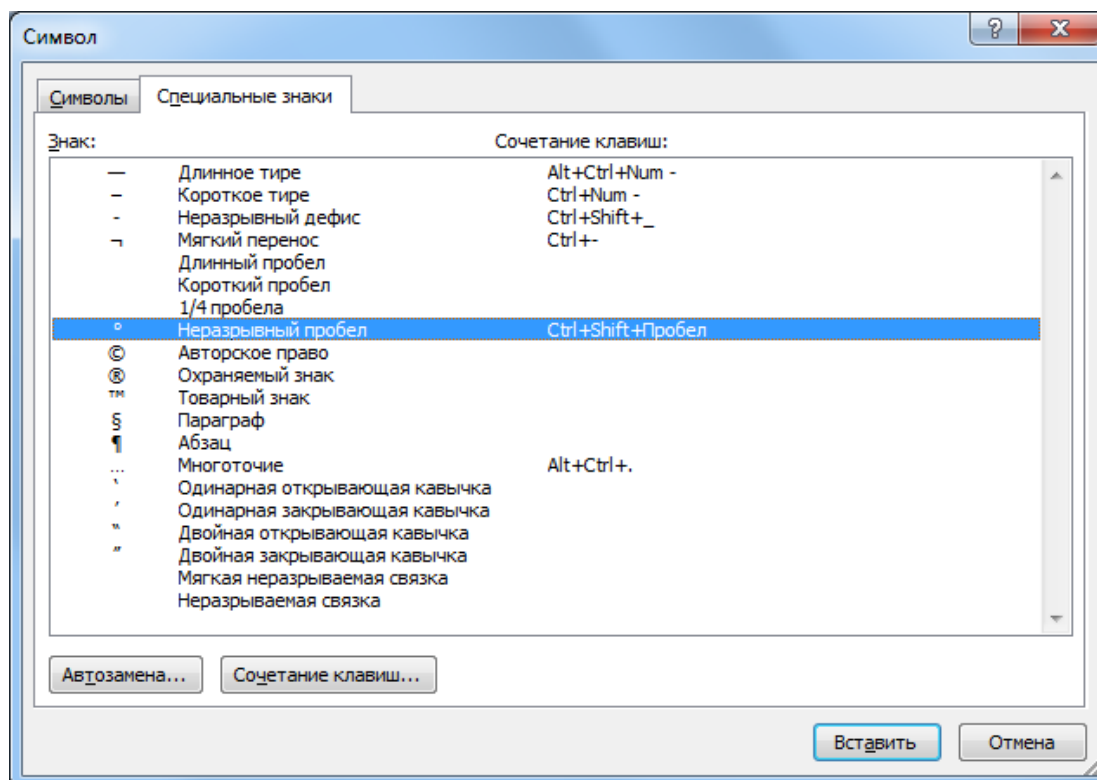 Символ
Символы Специальные знаки
Знак: Сочетание клавиш:
— Длинное тире Alt+Ctrl+Num -
– Короткое тире Ctrl+Num -
- Неразрывный дефис Ctrl+Shift+_
¬ Мягкий перенос Ctrl+-
Длинный пробел
Короткий пробел
1/4 пробела
° Неразрывный пробел Ctrl+Shift+Пробел
© Авторское право
® Охраняемый знак
™ Товарный знак
§ Параграф
¶ Абзац
… Многоточие Alt+Ctrl+.
‘ Одинарная открывающая кавычка
’ Одинарная закрывающая кавычка
“ Двойная открывающая кавычка
” Двойная закрывающая кавычка
Мягкая неразрываемая связка
Неразрываемая связка
Автозамена... Сочетание клавиш...
Вставить Отмена